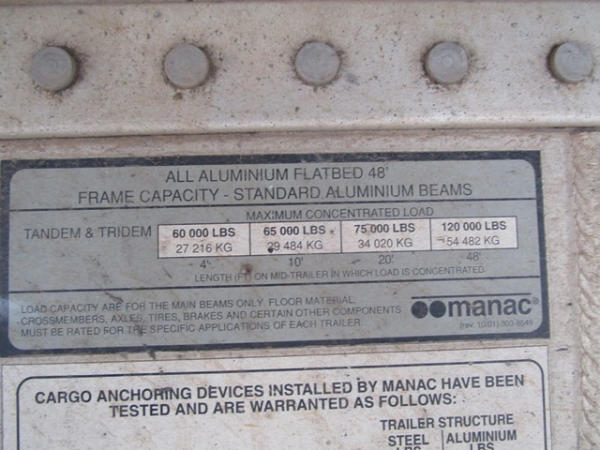 ALL ALUMINIUM FLATBED 48'
FRAME CAPACITY - STANDARD ALUMINIUM BEAMS
MAXIMUM CONCENTRATED LOAD
TANDEM & TRIDEM 60 000 LBS 65 000 LBS 75 000 LBS 120 000 LBS
27 216 KG 29 484 KG 34 020 KG 54 482 KG
4' 10' 20' 48'
LENGTH (FT) ON MID-TRAILER IN WHICH LOAD IS CONCENTRATED
LOAD CAPACITY ARE FOR THE MAIN BEAMS ONLY. FLOOR MATERIAL,
CROSSMEMBERS, AXLES, TIRES, BRAKES AND CERTAIN OTHER COMPONENTS
MUST BE RATED FOR THE SPECIFIC APPLICATIONS OF EACH TRAILER.
manac®
CARGO ANCHORING DEVICES INSTALLED BY MANAC HAVE BEEN
TESTED AND ARE WARRANTED AS FOLLOWS:
TRAILER STRUCTURE
STEEL ALUMINIUM
LBS LBS